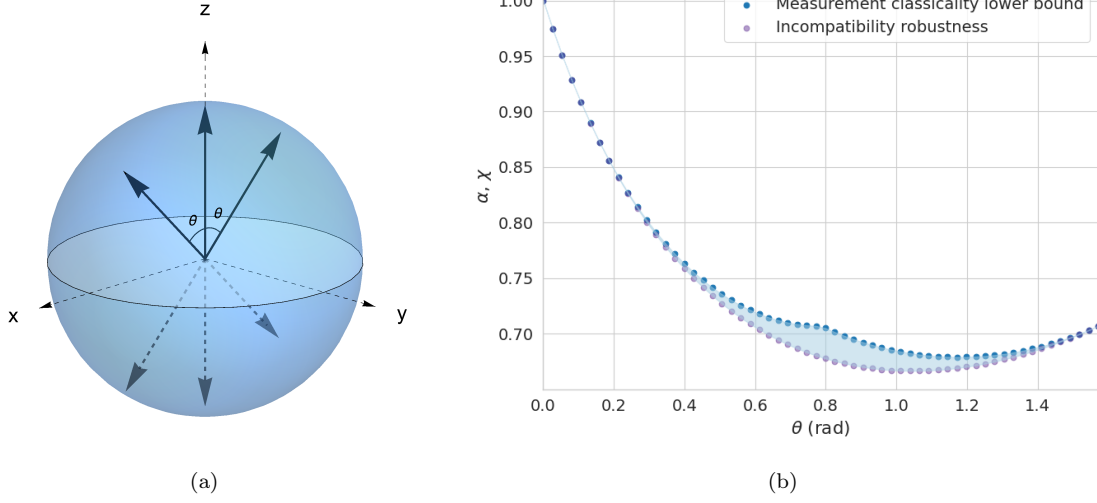 z
θ
θ
x
y
(a)
1.00
Measurement classicality lower bound
Incompatibility robustness
0.95
0.90
0.85
α, χ
0.80
0.75
0.70
0.0 0.2 0.4 0.6 0.8 1.0 1.2 1.4
θ (rad)
(b)